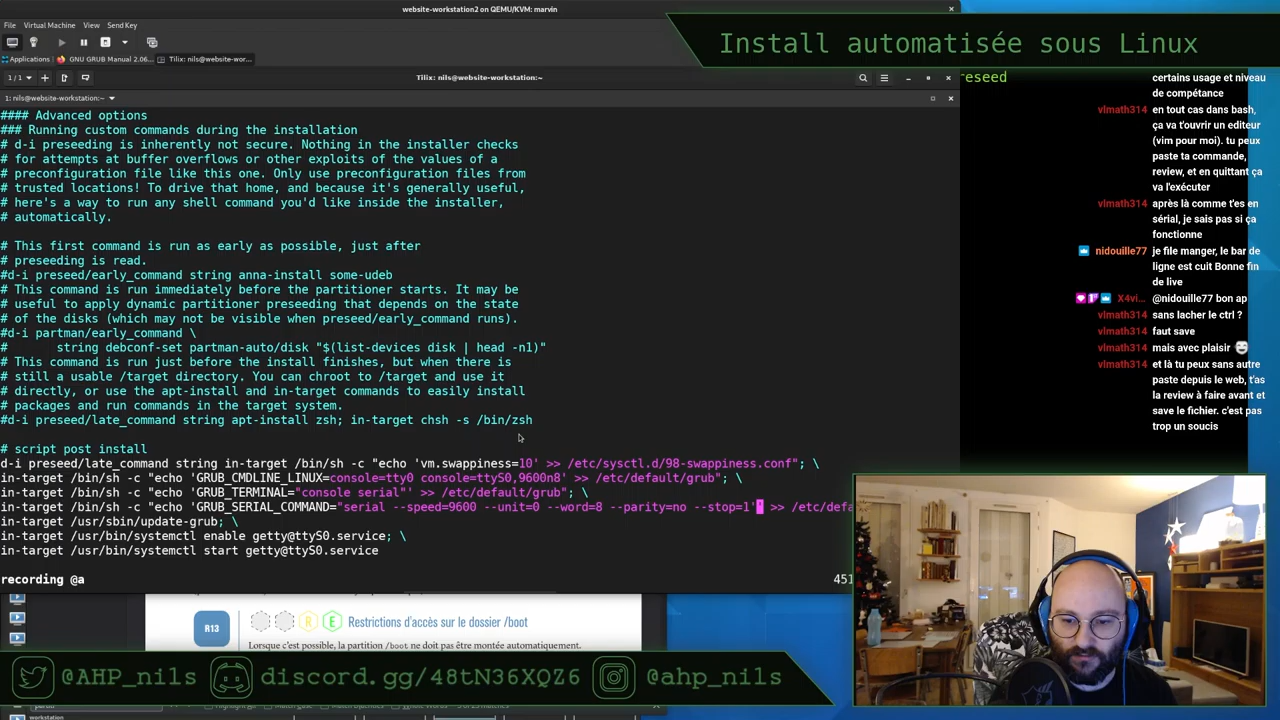 website-workstation2 on QEMU/KVM: marvin
File Virtual Machine View Send Key
Applications GNU GRUB Manual 2.06... Tilix: nils@website-wor...
1/1 Tilix: nils@website-workstation:~
1: nils@website-workstation:~
#### Advanced options
### Running custom commands during the installation
# d-i preseeding is inherently not secure. Nothing in the installer checks
# for attempts at buffer overflows or other exploits of the values of a
# preconfiguration file like this one. Only use preconfiguration files from
# trusted locations! To drive that home, and because it's generally useful,
# here's a way to run any shell command you'd like inside the installer,
# automatically.
# This first command is run as early as possible, just after
# preseeding is read.
#d-i preseed/early_command string anna-install some-udeb
# This command is run immediately before the partitioner starts. It may be
# useful to apply dynamic partitioner preseeding that depends on the state
# of the disks (which may not be visible when preseed/early_command runs).
#d-i partman/early_command \
# string debconf-set partman-auto/disk "$(list-devices disk | head -n1)"
# This command is run just before the install finishes, but when there is
# still a usable /target directory. You can chroot to /target and use it
# directly, or use the apt-install and in-target commands to easily install
# packages and run commands in the target system.
#d-i preseed/late_command string apt-install zsh; in-target chsh -s /bin/zsh
# script post install
d-i preseed/late_command string in-target /bin/sh -c "echo 'vm.swappiness=10' >> /etc/sysctl.d/98-swappiness.conf"; \
in-target /bin/sh -c "echo 'GRUB_CMDLINE_LINUX=console=tty0 console=ttyS0,9600n8' >> /etc/default/grub"; \
in-target /bin/sh -c "echo 'GRUB_TERMINAL="console serial"' >> /etc/default/grub"; \
in-target /bin/sh -c "echo 'GRUB_SERIAL_COMMAND="serial --speed=9600 --unit=0 --word=8 --parity=no --stop=1'' >> /etc/defa
in-target /usr/sbin/update-grub; \
in-target /usr/bin/systemctl enable getty@ttyS0.service; \
in-target /usr/bin/systemctl start getty@ttyS0.service
recording @a 451
Install automatisée sous Linux
reseed
certains usage et niveau
de compétance
vlmath314 en tout cas dans bash,
ça va t'ouvrir un editeur
(vim pour moi). tu peux
paste ta commande,
review, et en quittant ça
va l'exécuter
vlmath314 après là comme t'es en
sérial, je sais pas si ça
fonctionne
nidouille77 je file manger, le bar de
ligne est cuit Bonne fin
de live
X4vi... @nidouille77 bon ap
vlmath314 sans lacher le ctrl ?
vlmath314 faut save
vlmath314 mais avec plaisir
vlmath314 et là tu peux sans autre
paste depuis le web, t'as
la review à faire avant et
save le fichier. c'est pas
trop un soucis
R13 R E Restrictions d'accès sur le dossier /boot
Lorsque c'est possible, la partition /boot ne doit pas être montée automatiquement.
@AHP_nils discord.gg/48tN36XQZ6 @ahp_nils
workstation